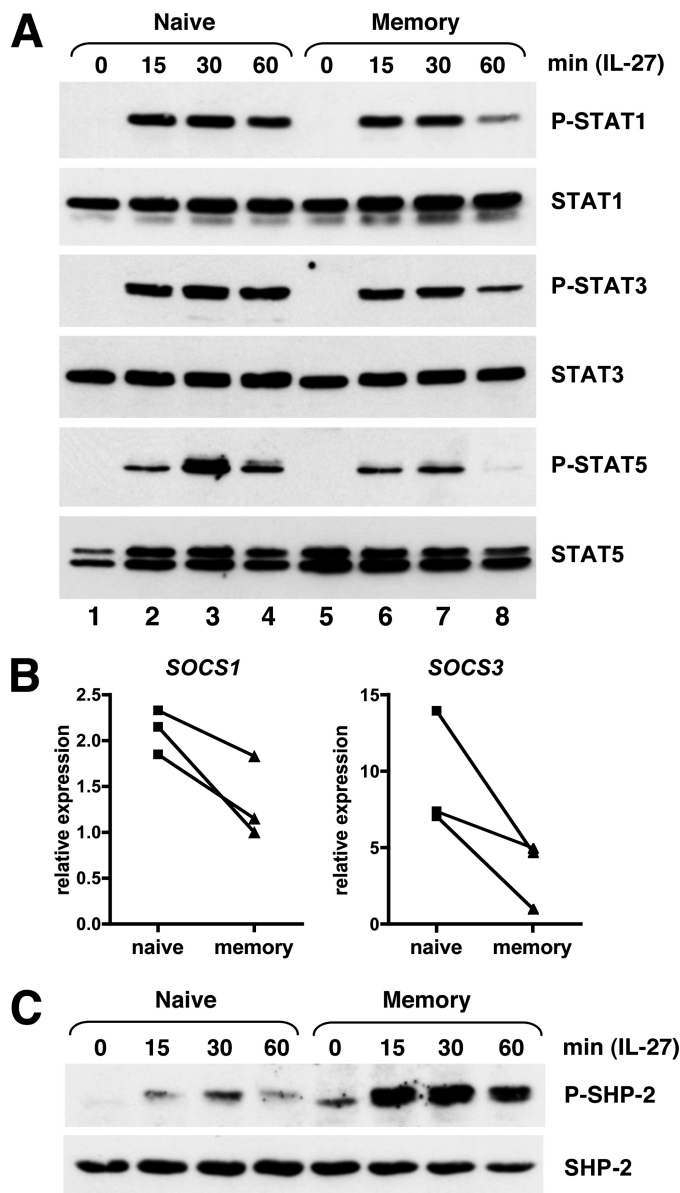 A
Naive Memory
0 15 30 60 0 15 30 60 min (IL-27)
P-STAT1
STAT1
P-STAT3
STAT3
P-STAT5
STAT5
1 2 3 4 5 6 7 8
B
SOCS1 SOCS3
relative expression
2.5
2.0
1.5
1.0
0.5
0.0
naive memory
relative expression
15
10
5
0
naive memory
C
Naive Memory
0 15 30 60 0 15 30 60 min (IL-27)
P-SHP-2
SHP-2